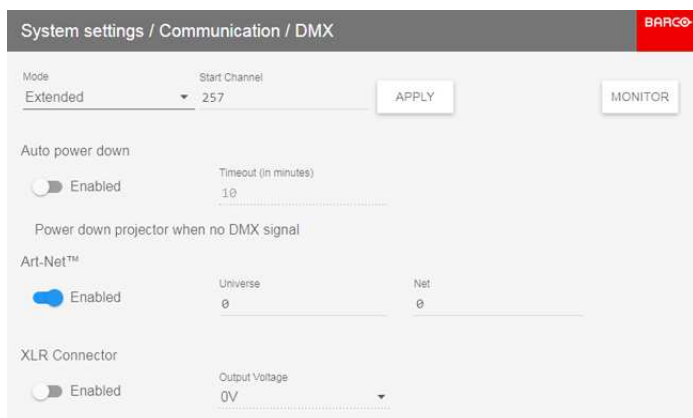 System settings / Communication / DMX
BARCO
Mode
Start Channel
Extended
257
APPLY
MONITOR
Auto power down
Timeout (in minutes)
Enabled
10
Power down projector when no DMX signal
Art-Net™
Universe
Net
Enabled
0
0
XLR Connector
Output Voltage
Enabled
0V